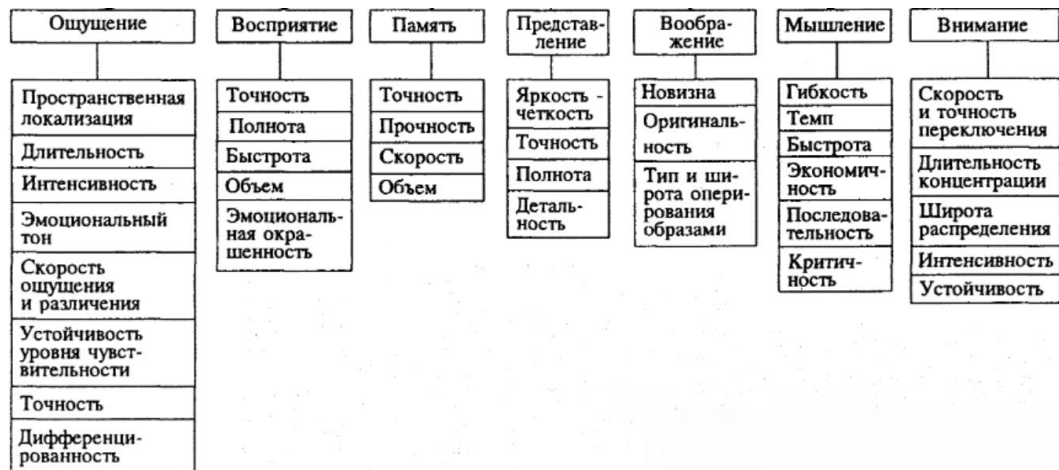 Ощущение
Пространственная
локализация
Длительность
Интенсивность
Эмоциональный
тон
Скорость
ощущения
и различения
Устойчивость
уровня чувст-
вительности
Точность
Дифференци-
рованность
Восприятие
Точность
Полнота
Быстрота
Объем
Эмоциональ-
ная окра-
шенность
Память
Точность
Прочность
Скорость
Объем
Представ-
ление
Яркость -
четкость
Точность
Полнота
Деталь-
ность
Вообра-
жение
Новизна
Оригиналь-
ность
Тип и ши-
рота опери-
рования
образами
Мышление
Гибкость
Темп
Быстрота
Экономич-
ность
Последова-
тельность
Критич-
ность
Внимание
Скорость
и точность
переключения
Длительность
концентрации
Широта
распределения
Интенсивность
Устойчивость